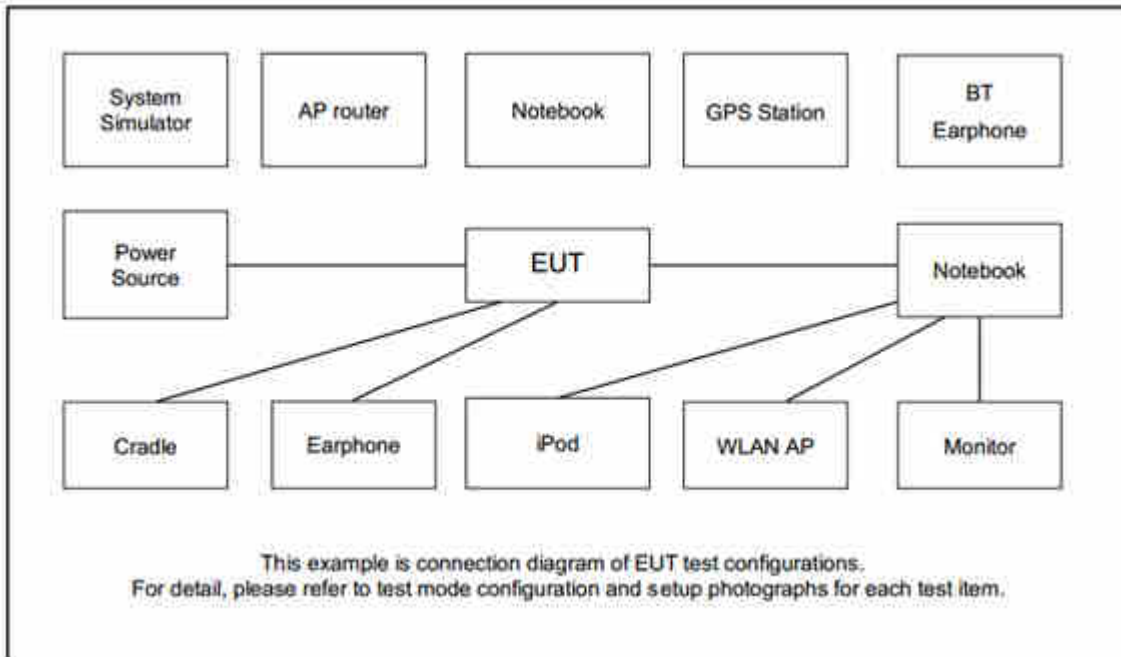 System
Simulator
AP router
Notebook
GPS Station
BT
Earphone
Power
Source
EUT
Notebook
Cradle
Earphone
iPod
WLAN AP
Monitor
This example is connection diagram of EUT test configurations.
For detail, please refer to test mode configuration and setup photographs for each test item.